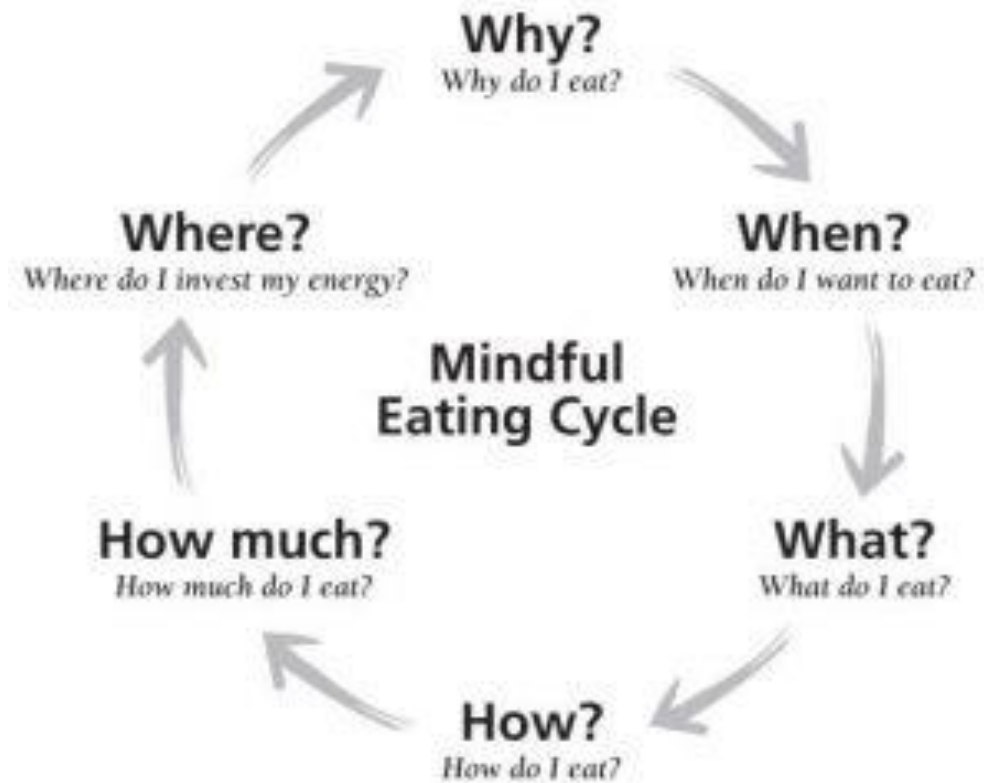 Why?
Why do I eat?
When?
When do I want to eat?
What?
What do I eat?
How?
How do I eat?
How much?
How much do I eat?
Where?
Where do I invest my energy?
Mindful
Eating Cycle